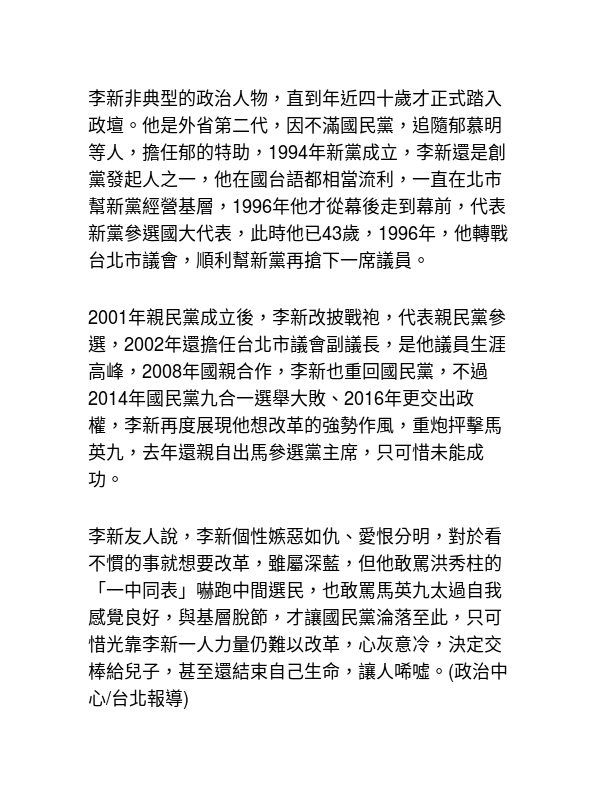 李新非典型的政治人物，直到年近四十歲才正式踏入
政壇。他是外省第二代，因不滿國民黨，追隨郁慕明
等人，擔任郁的特助，1994年新黨成立，李新還是創
黨發起人之一，他在國台語都相當流利，一直在北市
幫新黨經營基層，1996年他才從幕後走到幕前，代表
新黨參選國大代表，此時他已43歲，1996年，他轉戰
台北市議會，順利幫新黨再搶下一席議員。
2001年親民黨成立後，李新改披戰袍，代表親民黨參
選，2002年還擔任台北市議會副議長，是他議員生涯
高峰，2008年國親合作，李新也重回國民黨，不過
2014年國民黨九合一選舉大敗、2016年更交出政
權，李新再度展現他想改革的強勢作風，重炮抨擊馬
英九，去年還親自出馬參選黨主席，只可惜未能成
功。
李新友人說，李新個性嫉惡如仇、愛恨分明，對於看
不慣的事就想要改革，雖屬深藍，但他敢罵洪秀柱的
「一中同表」嚇跑中間選民，也敢罵馬英九太過自我
感覺良好，與基層脫節，才讓國民黨淪落至此，只可
惜光靠李新一人力量仍難以改革，心灰意冷，決定交
棒給兒子，甚至還結束自己生命，讓人唏噓。(政治中
心/台北報導)